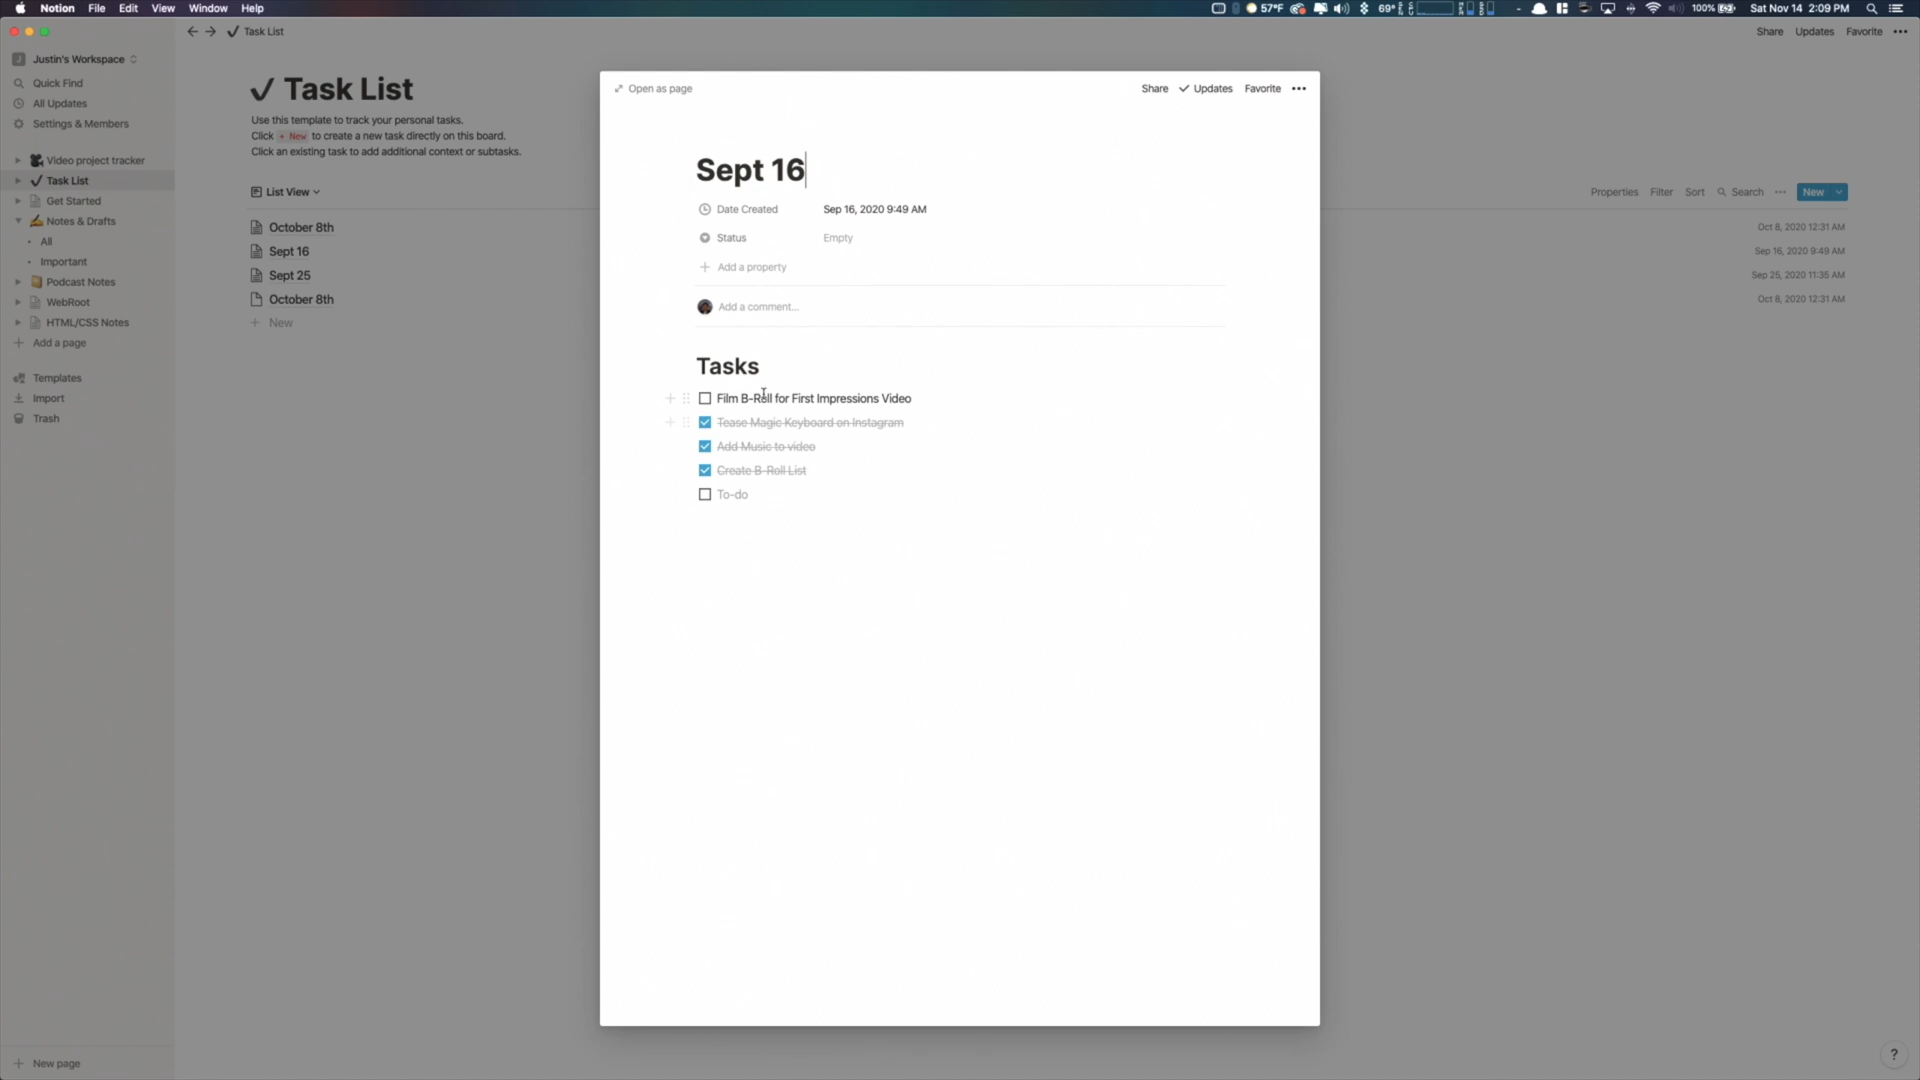 Notion File Edit View Window Help
57°F 69° 100% Sat Nov 14 2:09 PM
Task List
Share Updates Favorite •••
J Justin's Workspace
Quick Find
All Updates
Settings & Members
Video project tracker
Task List
Get Started
Notes & Drafts
All
Important
Podcast Notes
WebRoot
HTML/CSS Notes
Add a page
Templates
Import
Trash
New page
Task List
Use this template to track your personal tasks.
Click + New to create a new task directly on this board.
Click an existing task to add additional context or subtasks.
List View
Properties Filter Sort Search ••• New
October 8th Oct 8, 2020 12:31 AM
Sept 16 Sep 16, 2020 9:49 AM
Sept 25 Sep 25, 2020 11:35 AM
October 8th Oct 8, 2020 12:31 AM
+ New
Open as page
Share Updates Favorite •••
Sept 16
Date Created Sep 16, 2020 9:49 AM
Status Empty
+ Add a property
Add a comment...
Tasks
Film B-Roll for First Impressions Video
Tease Magic Keyboard on Instagram
Add Music to video
Create B-Roll List
To-do
?